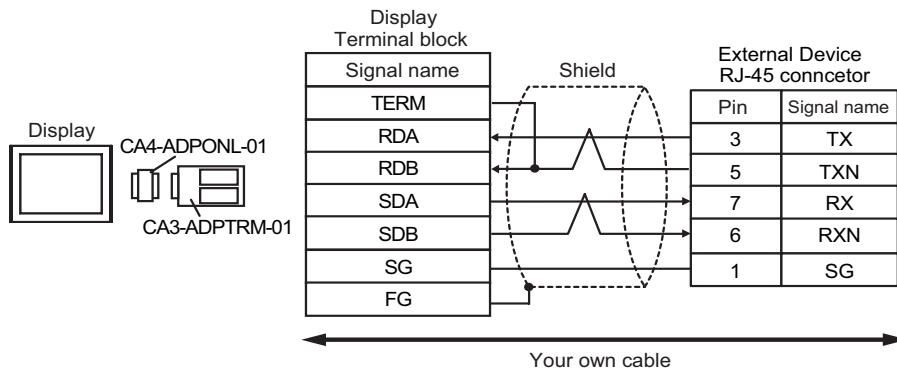 Display
Terminal block
Signal name
TERM
RDA
RDB
SDA
SDB
SG
FG
Shield
External Device
RJ-45 conncetor
Pin Signal name
3 TX
5 TXN
7 RX
6 RXN
1 SG
Display
CA4-ADPONL-01
CA3-ADPTRM-01
Your own cable